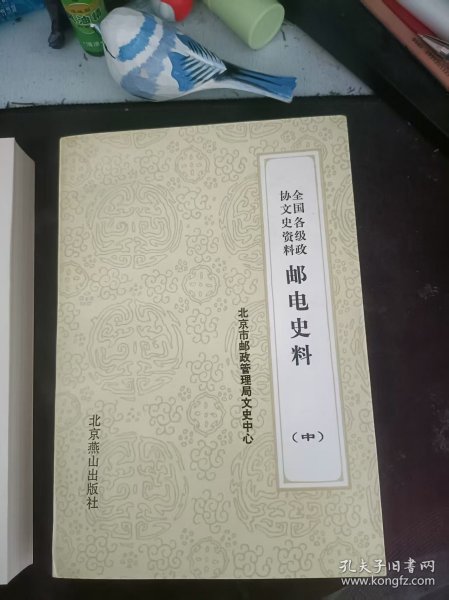 全国各级政
协文史资料
邮电史料
（中）
北京市邮政管理局文史中心
北京燕山出版社
孔夫子旧书网
www.kongfz.com